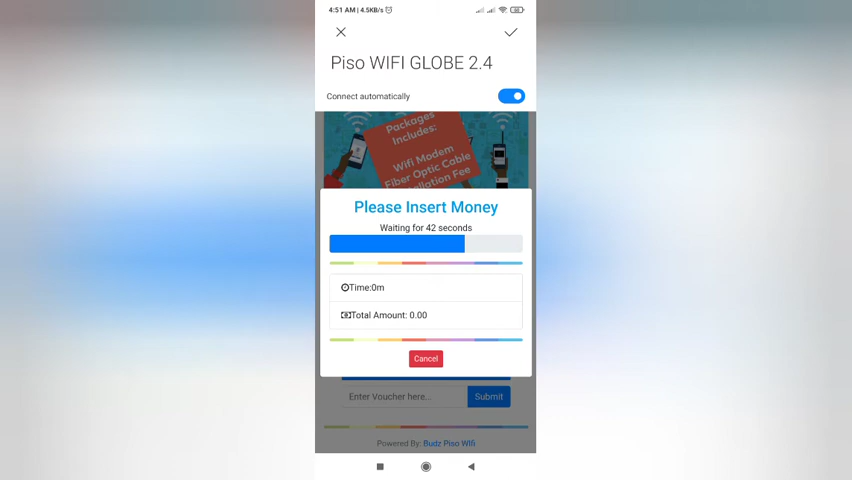 4:51 AM | 4.5KB/s
60
Piso WIFI GLOBE 2.4
Connect automatically
Packages
Includes:
Wifi Modem
Fiber Optic Cable
Installation Fee
Please Insert Money
Waiting for 42 seconds
Time:0m
Total Amount: 0.00
Cancel
Enter Voucher here...
Submit
Powered By: Budz Piso WIfi